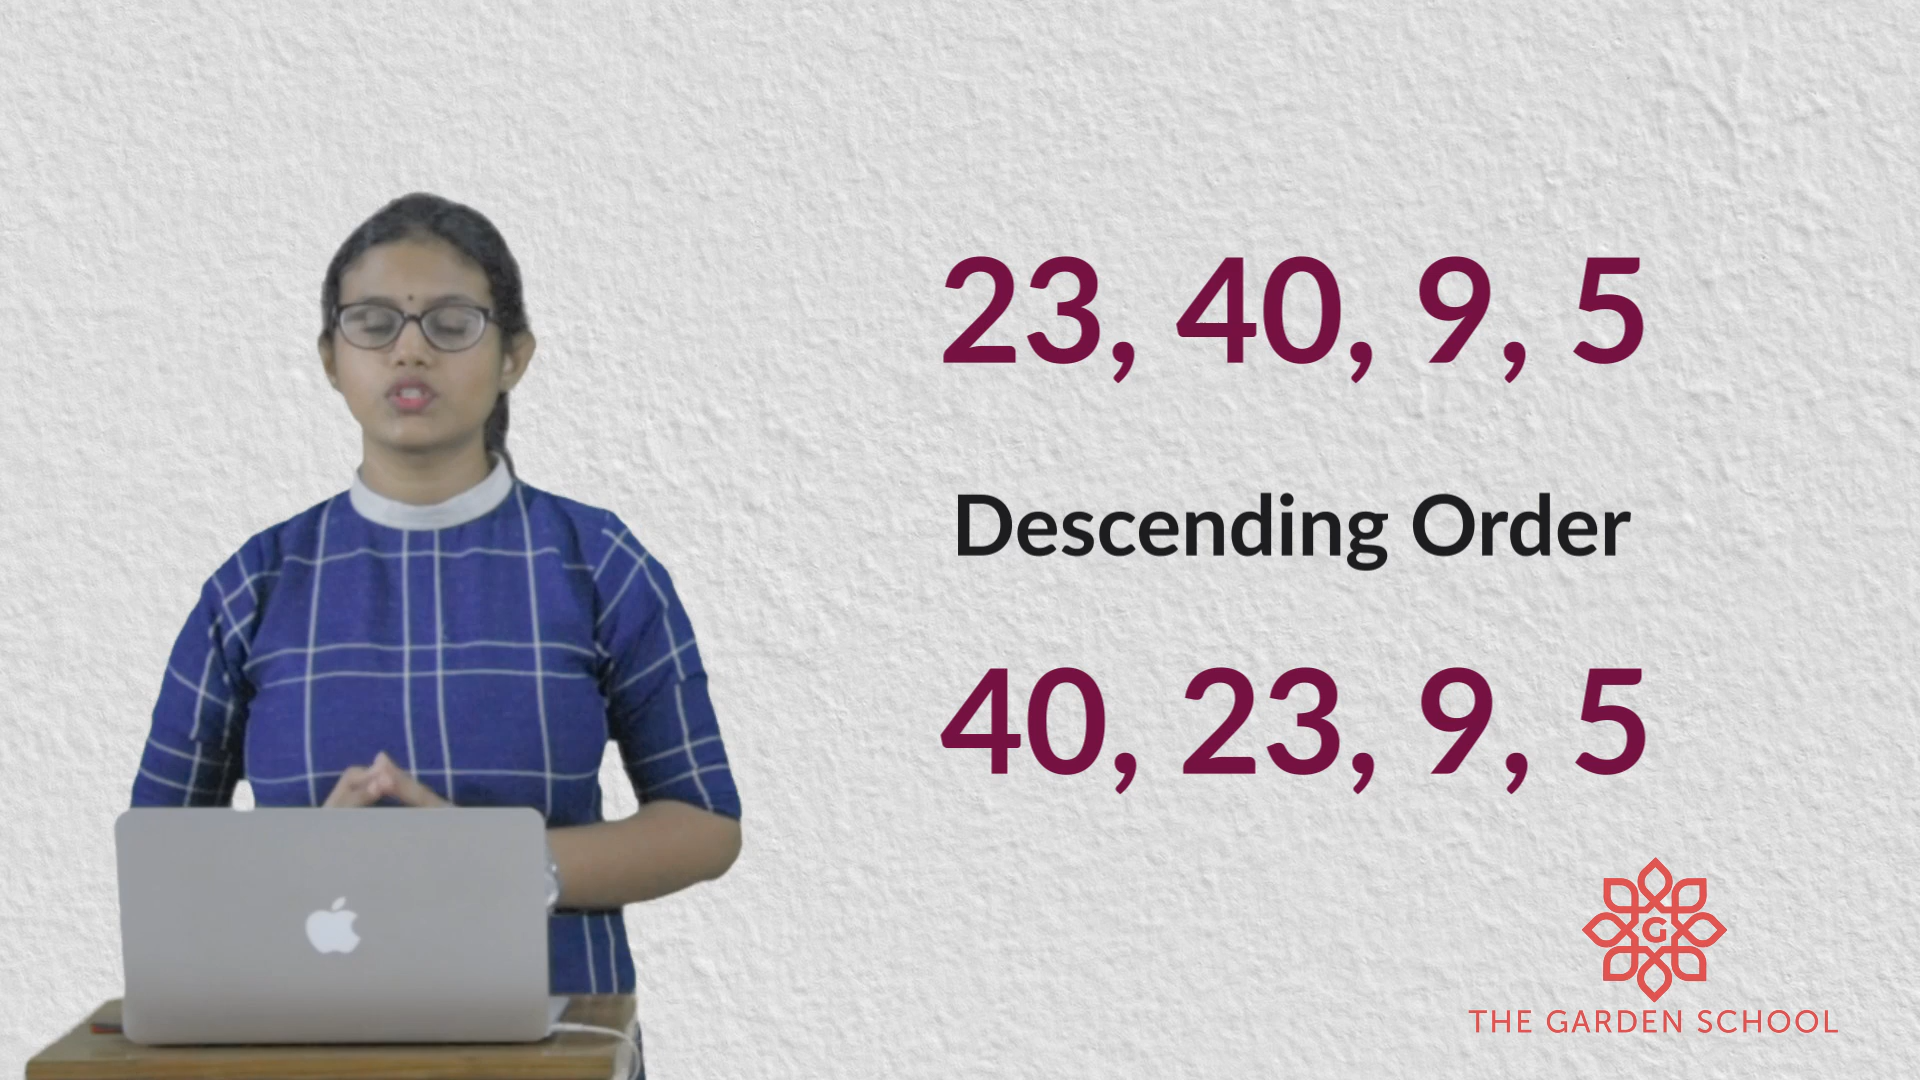 23, 40, 9, 5
Descending Order
40, 23, 9, 5
G
THE GARDEN SCHOOL